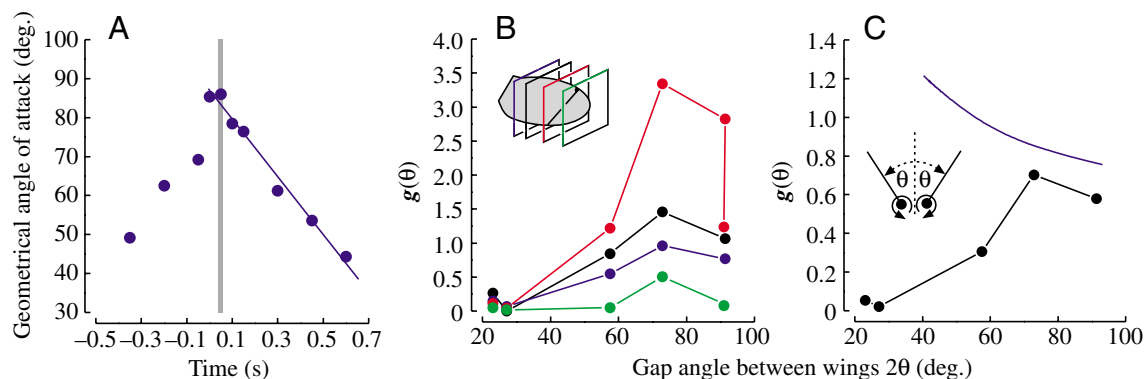 A
Geometrical angle of attack (deg.)
100
90
80
70
60
50
40
30
−0.5 −0.3 −0.1 0.1 0.3 0.5 0.7
Time (s)
B
g(θ)
4.0
3.5
3.0
2.5
2.0
1.5
1.0
0.5
0
20 40 60 80 100
C
g(θ)
1.4
1.2
1.0
0.8
0.6
0.4
0.2
0
θ θ
20 40 60 80 100
Gap angle between wings 2θ (deg.)